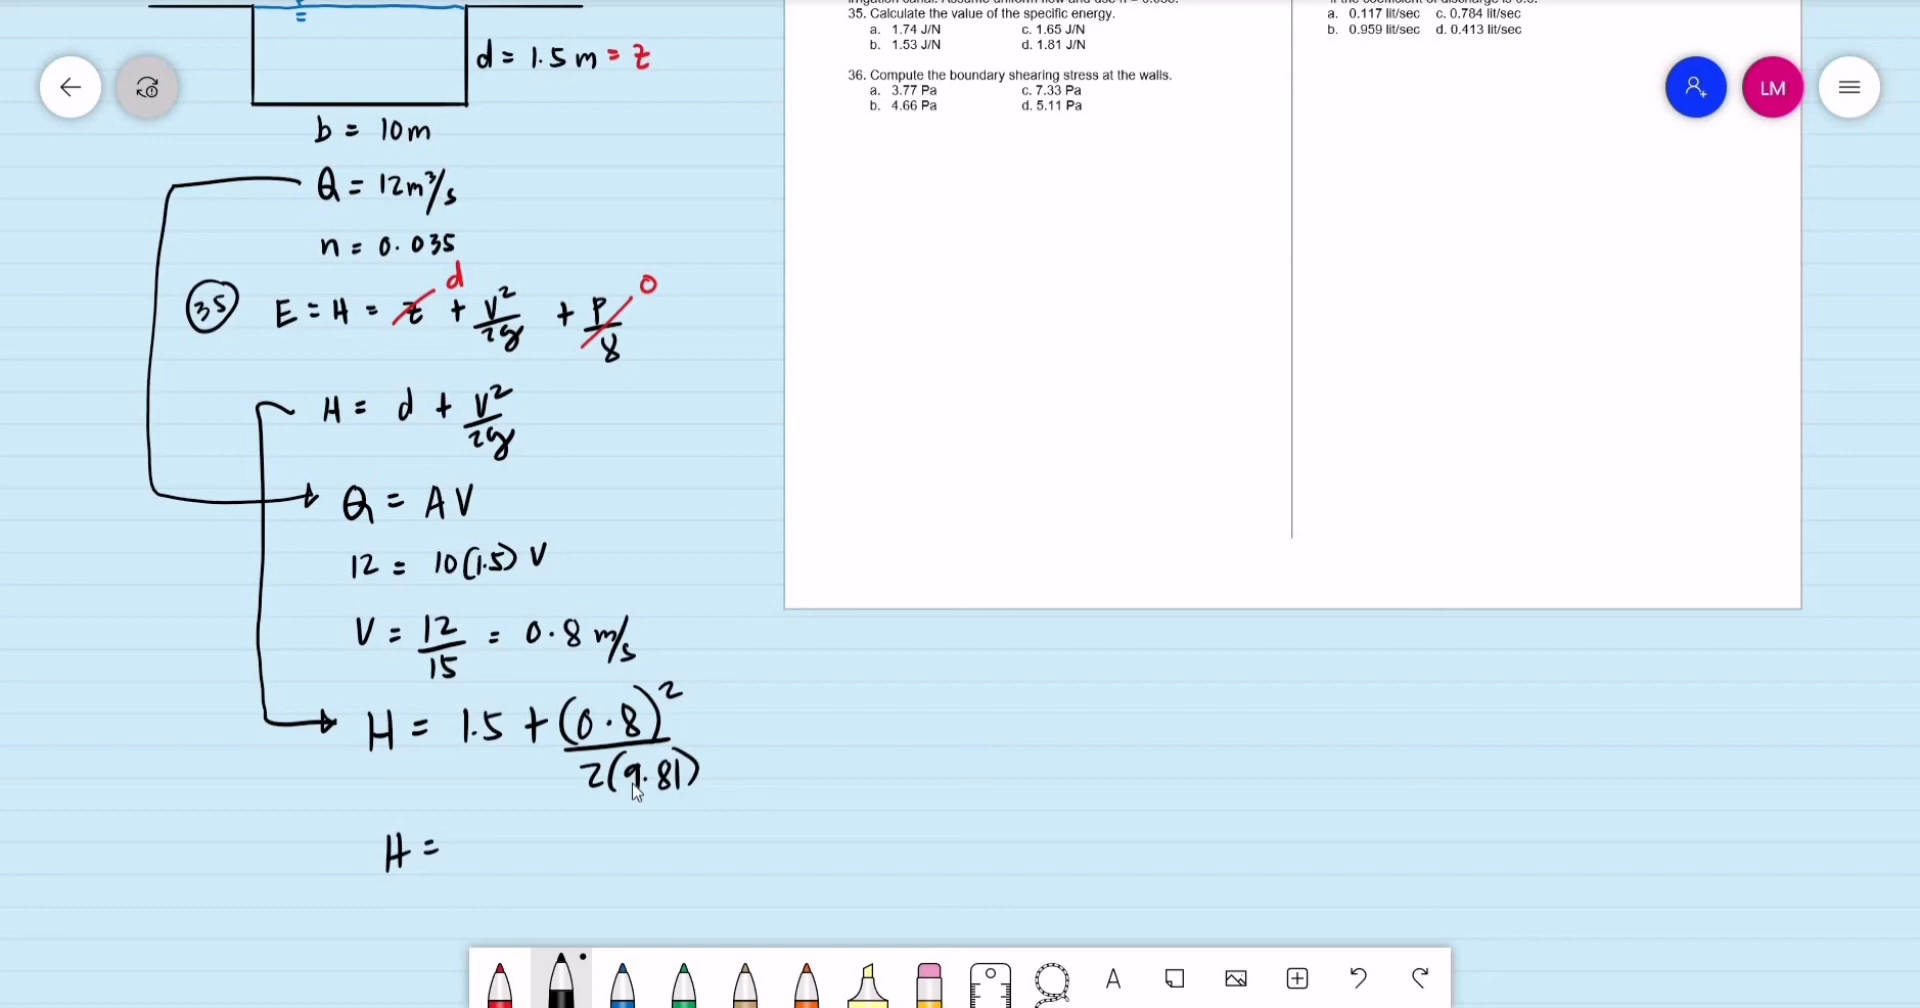 d = 1.5 m = z
b = 10m
Q = 12m³/s
n = 0.035
35 E = H = z d + V²/2g + P/γ 0
H = d + V²/2g
Q = A V
12 = 10(1.5) V
V = 12/15 = 0.8 m/s
H = 1.5 + (0.8)²/2(9.81)
H =
35. Calculate the value of the specific energy.
a. 1.74 J/N c. 1.65 J/N
b. 1.53 J/N d. 1.81 J/N
36. Compute the boundary shearing stress at the walls.
a. 3.77 Pa c. 7.33 Pa
b. 4.66 Pa d. 5.11 Pa
a. 0.117 lit/sec c. 0.784 lit/sec
b. 0.959 lit/sec d. 0.413 lit/sec
LM
A